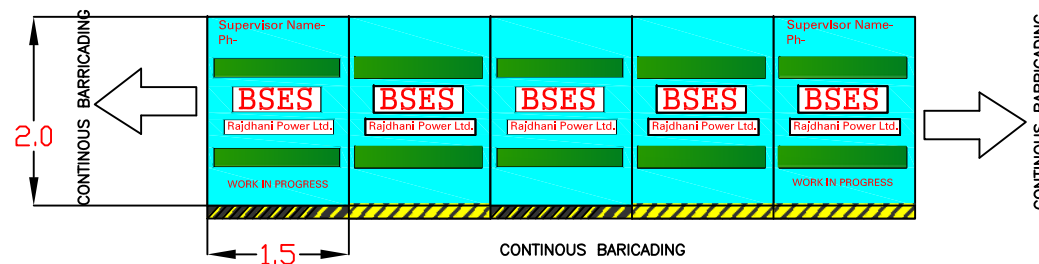 Supervisor Name-
Ph-
Supervisor Name-
Ph-
CONTINOUS BARRICADING
2.0
BSES
Rajdhani Power Ltd.
BSES
Rajdhani Power Ltd.
BSES
Rajdhani Power Ltd.
BSES
Rajdhani Power Ltd.
BSES
Rajdhani Power Ltd.
CONTINOUS BARRICADING
WORK IN PROGRESS
WORK IN PROGRESS
1.5
CONTINOUS BARICADING